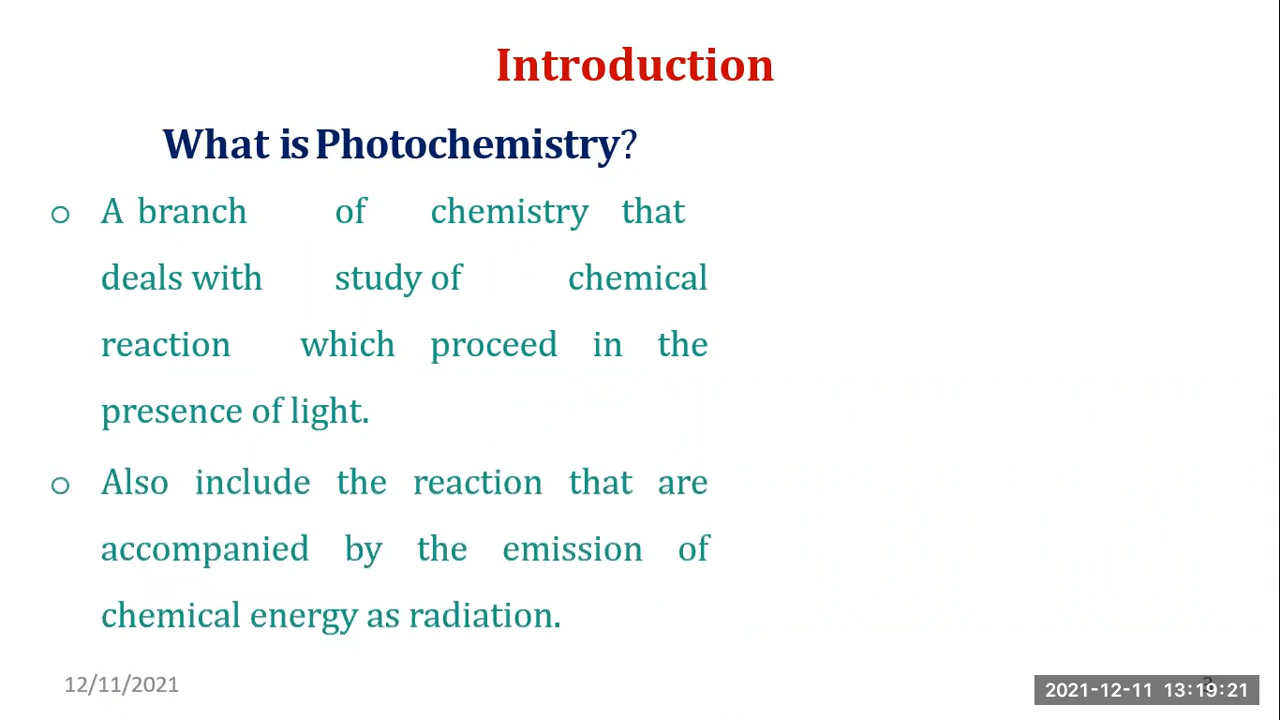 Introduction
What is Photochemistry?
○ A branch of chemistry that
deals with study of chemical
reaction which proceed in the
presence of light.
○ Also include the reaction that are
accompanied by the emission of
chemical energy as radiation.
12/11/2021
2021-12-11 13:19:21